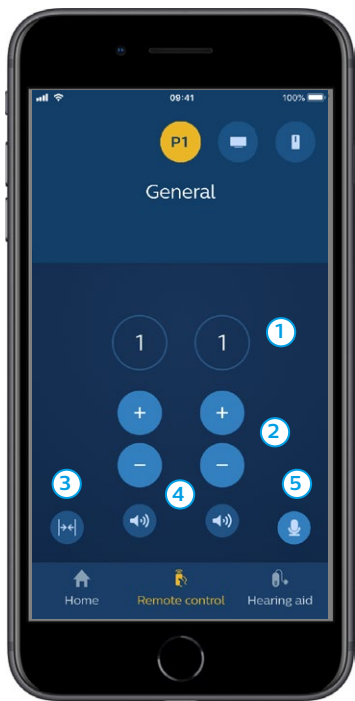 09:41 100%
P1
General
1 1 1
+ + 2
− −
3 4 5
Home Remote control Hearing aid